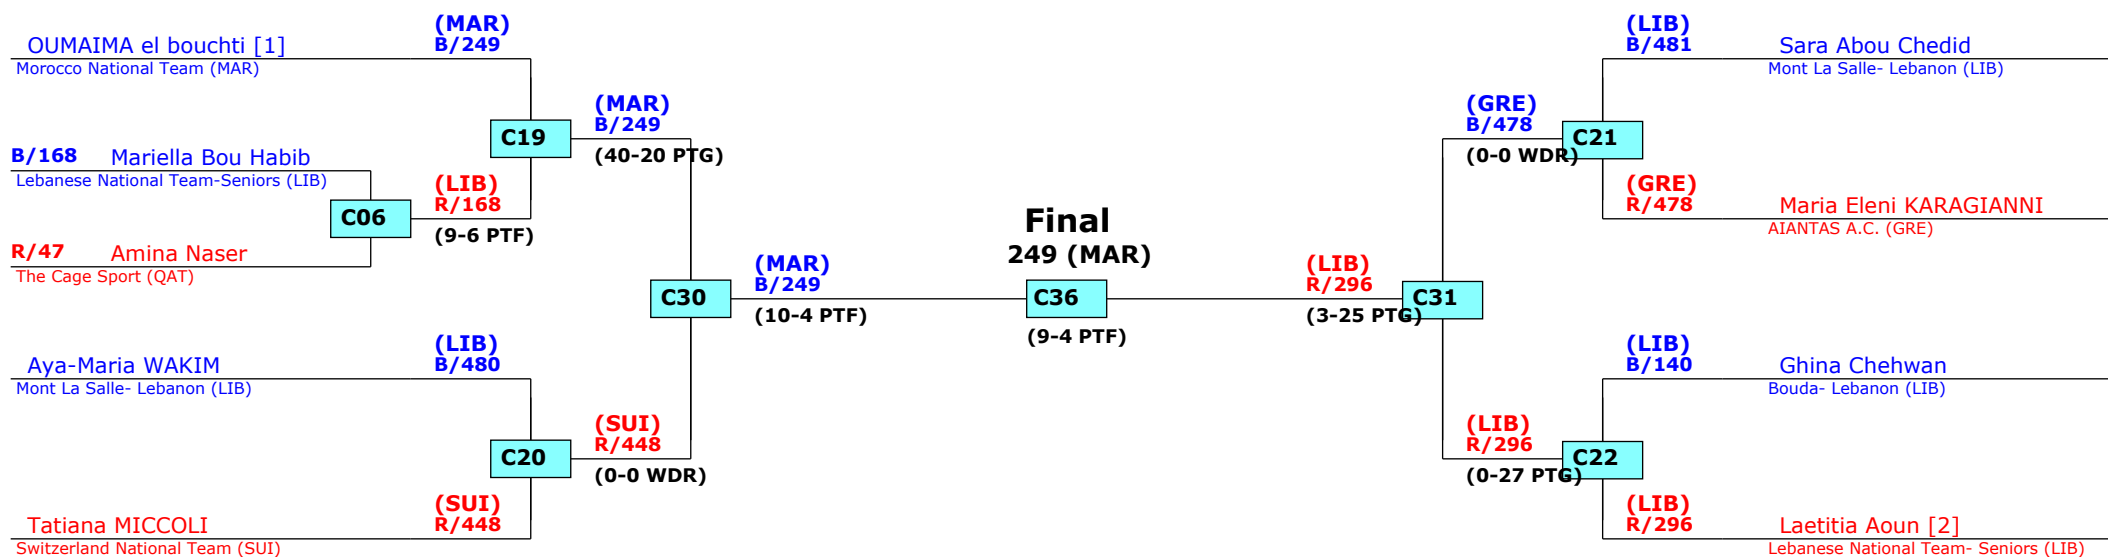 (MAR)
B/249
OUMAIMA el bouchti [1]
Morocco National Team (MAR)
B/168 Mariella Bou Habib
Lebanese National Team-Seniors (LIB)
R/47 Amina Naser
The Cage Sport (QAT)
C06
(LIB)
R/168
(9-6 PTF)
C19
(MAR)
B/249
(40-20 PTG)
(LIB)
B/480
Aya-Maria WAKIM
Mont La Salle- Lebanon (LIB)
(SUI)
R/448
Tatiana MICCOLI
Switzerland National Team (SUI)
C20
(SUI)
R/448
(0-0 WDR)
C30
(MAR)
B/249
(10-4 PTF)
Final
249 (MAR)
C36
(9-4 PTF)
(LIB)
R/296
(3-25 PTG)
C31
(GRE)
B/478
(0-0 WDR)
C21
(LIB)
B/481
Sara Abou Chedid
Mont La Salle- Lebanon (LIB)
(GRE)
R/478
Maria Eleni KARAGIANNI
AIANTAS A.C. (GRE)
(LIB)
R/296
(0-27 PTG)
C22
(LIB)
B/140
Ghina Chehwan
Bouda- Lebanon (LIB)
(LIB)
R/296
Laetitia Aoun [2]
Lebanese National Team- Seniors (LIB)